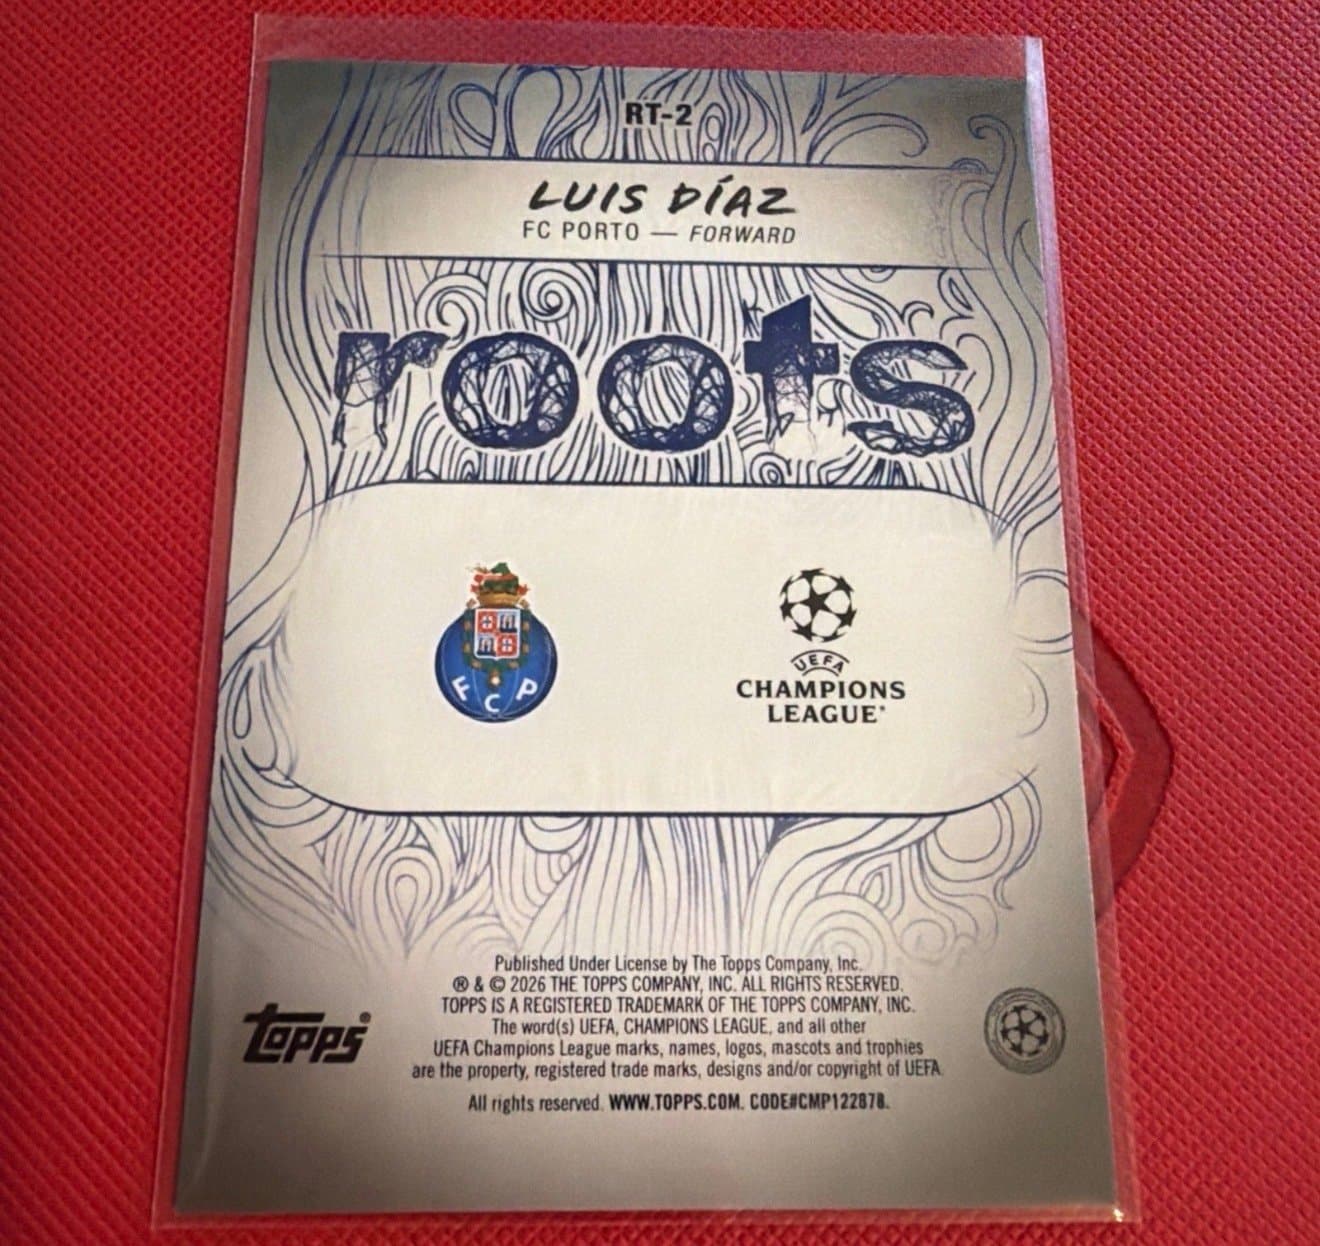 RT-2
LUIS DÍAZ
FC PORTO — FORWARD
roots
FCP
UEFA
CHAMPIONS
LEAGUE®
Published Under License by The Topps Company, Inc.
® & © 2026 THE TOPPS COMPANY, INC. ALL RIGHTS RESERVED.
TOPPS IS A REGISTERED TRADEMARK OF THE TOPPS COMPANY, INC.
The word(s) UEFA, CHAMPIONS LEAGUE, and all other
UEFA Champions League marks, names, logos, mascots and trophies
are the property, registered trade marks, designs and/or copyright of UEFA.
All rights reserved. WWW.TOPPS.COM. CODE#CMP122878.
topps®